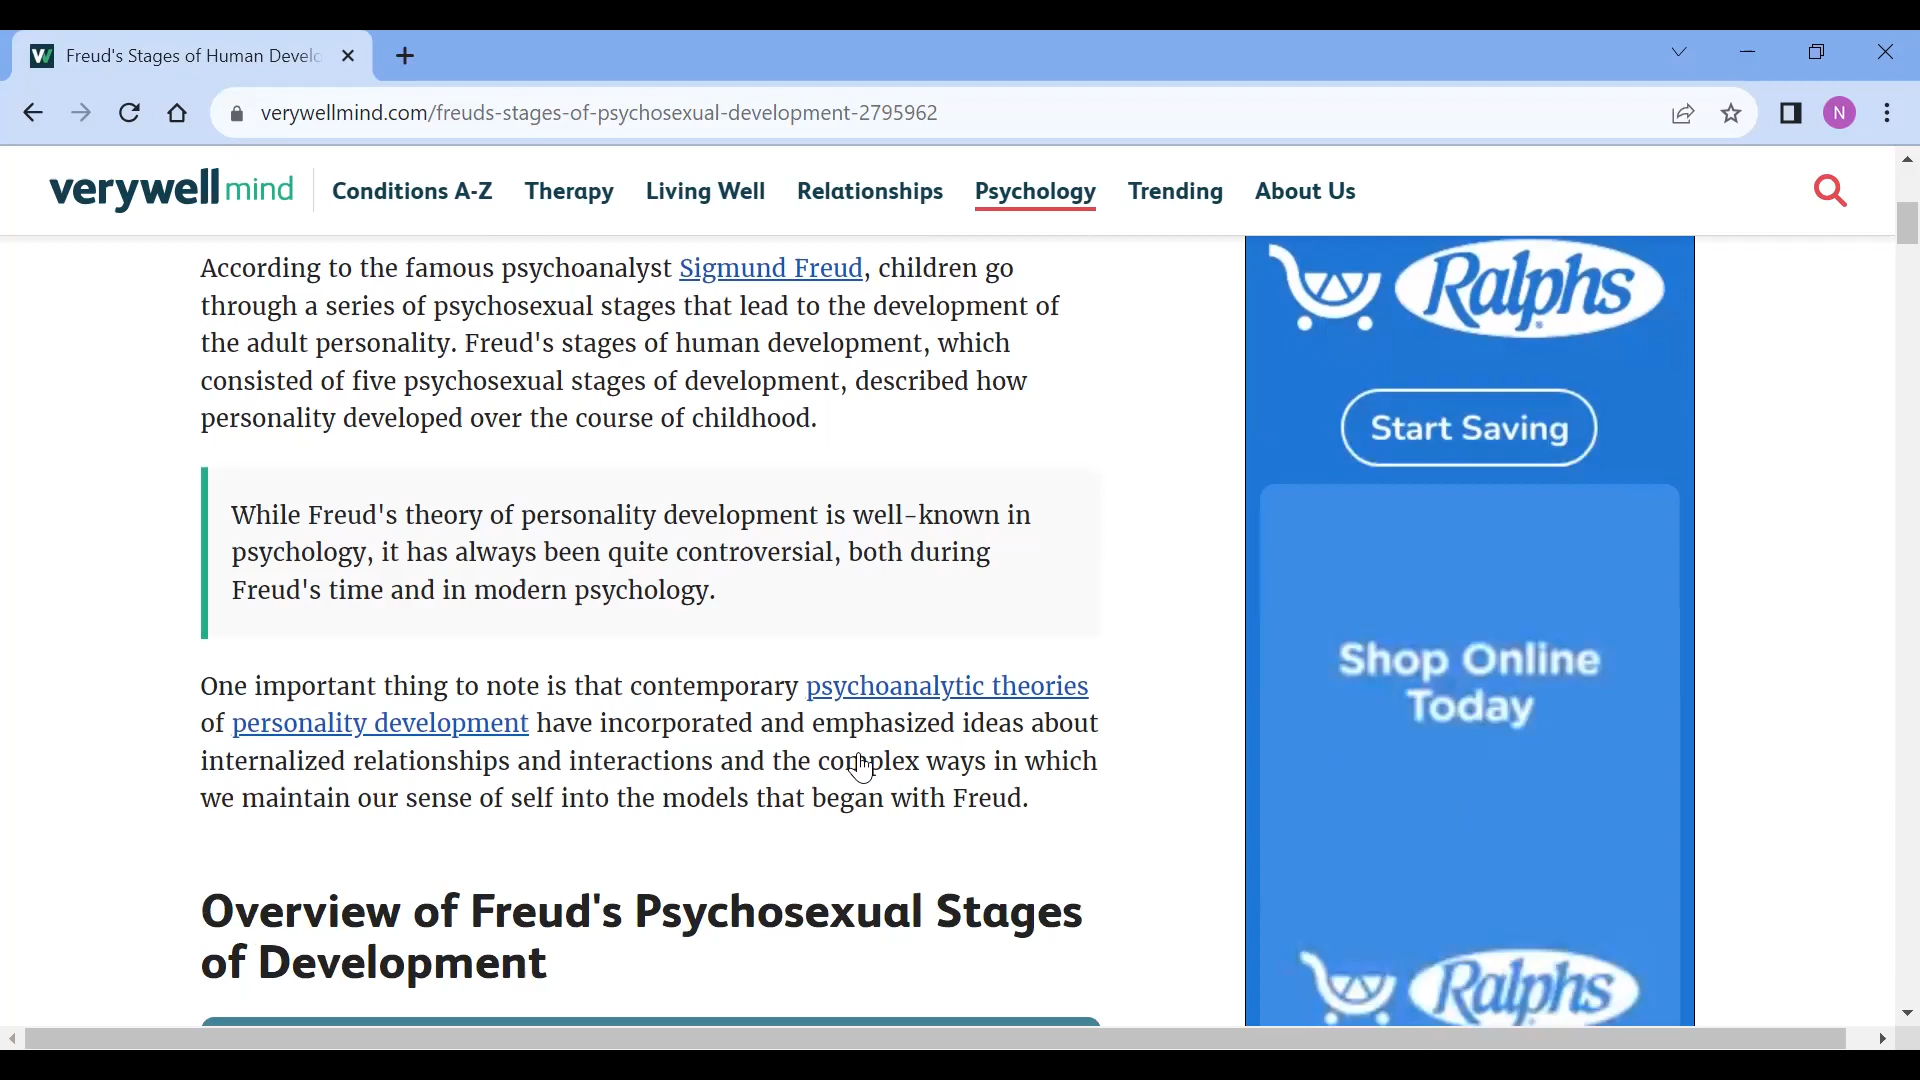 Freud's Stages of Human Develo
verywellmind.com/freuds-stages-of-psychosexual-development-2795962
N
verywell mind
Conditions A-Z
Therapy
Living Well
Relationships
Psychology
Trending
About Us
According to the famous psychoanalyst Sigmund Freud, children go
through a series of psychosexual stages that lead to the development of
the adult personality. Freud's stages of human development, which
consisted of five psychosexual stages of development, described how
personality developed over the course of childhood.
While Freud's theory of personality development is well-known in
psychology, it has always been quite controversial, both during
Freud's time and in modern psychology.
One important thing to note is that contemporary psychoanalytic theories
of personality development have incorporated and emphasized ideas about
internalized relationships and interactions and the complex ways in which
we maintain our sense of self into the models that began with Freud.
Overview of Freud's Psychosexual Stages
of Development
Ralphs
Start Saving
Shop Online
Today
Ralphs